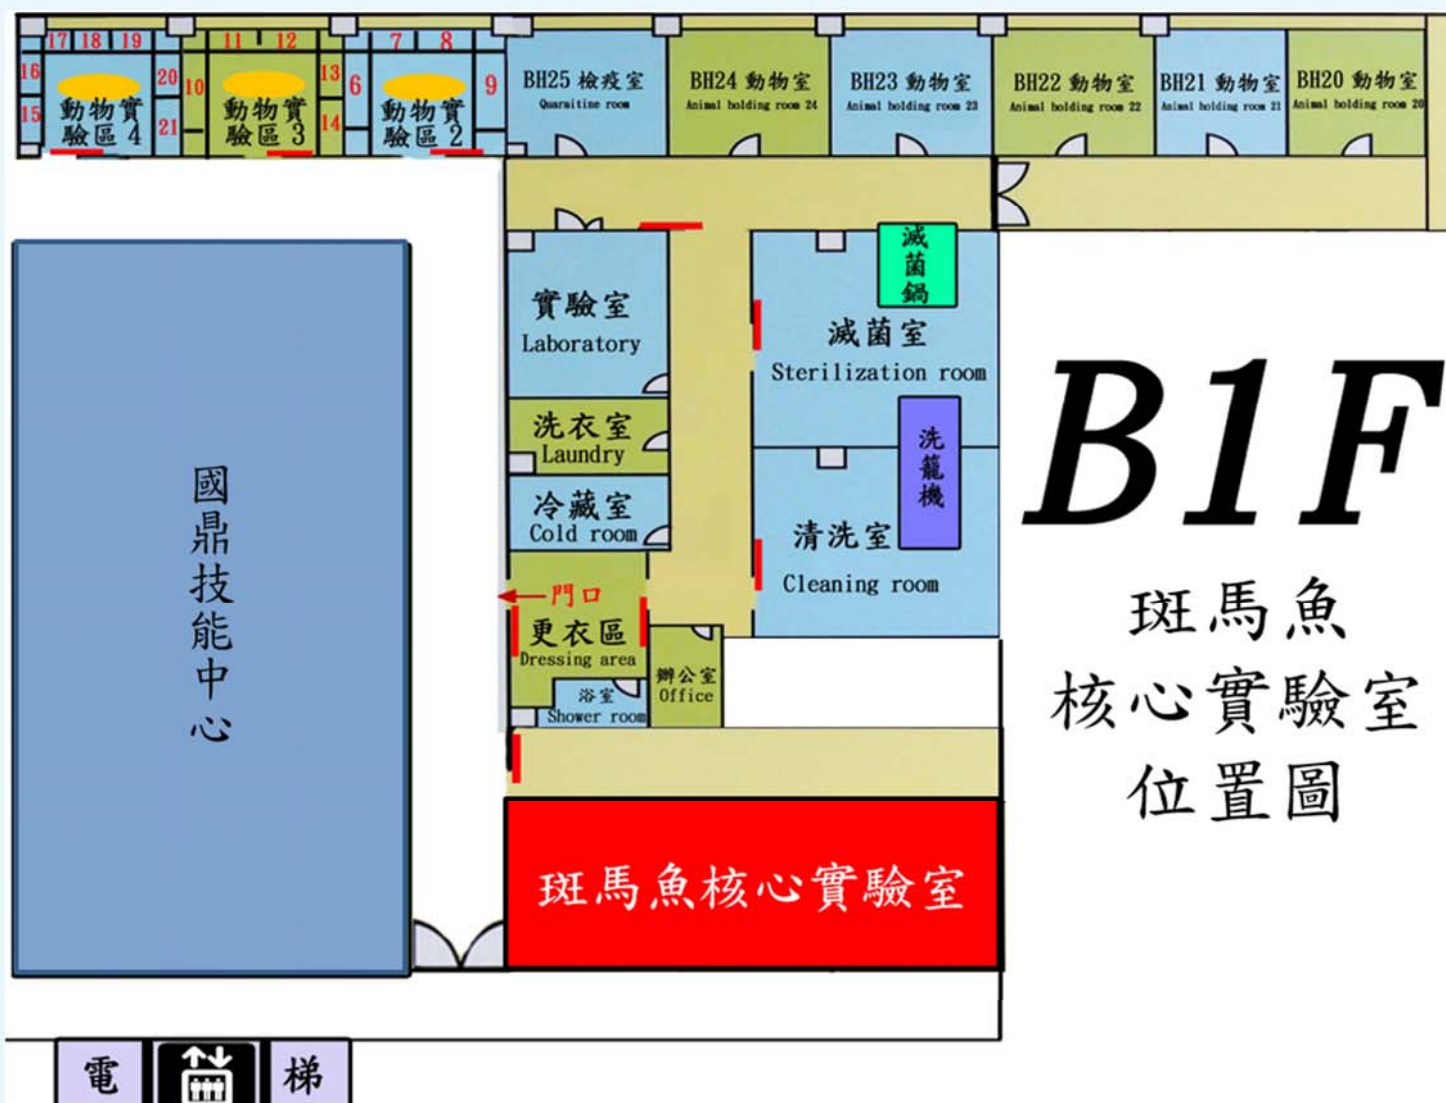 17 18 19
11 12
7 8
16
15
20
21
10
13
14
6
9
動物實
驗區 4
動物實
驗區 3
動物實
驗區 2
BH25 檢疫室
Quaraitine room
BH24 動物室
Animal holding room 24
BH23 動物室
Animal holding room 23
BH22 動物室
Animal holding room 22
BH21 動物室
Animal holding room 21
BH20 動物室
Animal holding room 20
滅菌鍋
實驗室
Laboratory
滅菌室
Sterilization room
洗衣室
Laundry
洗籠機
冷藏室
Cold room
清洗室
Cleaning room
門口
更衣區
Dressing area
浴室
Shower room
辦公室
Office
國鼎技能中心
B1F
斑馬魚
核心實驗室
位置圖
斑馬魚核心實驗室
電 梯